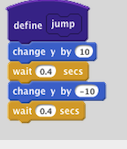 define jump
change y by 10
wait 0.4 secs
change y by -10
wait 0.4 secs